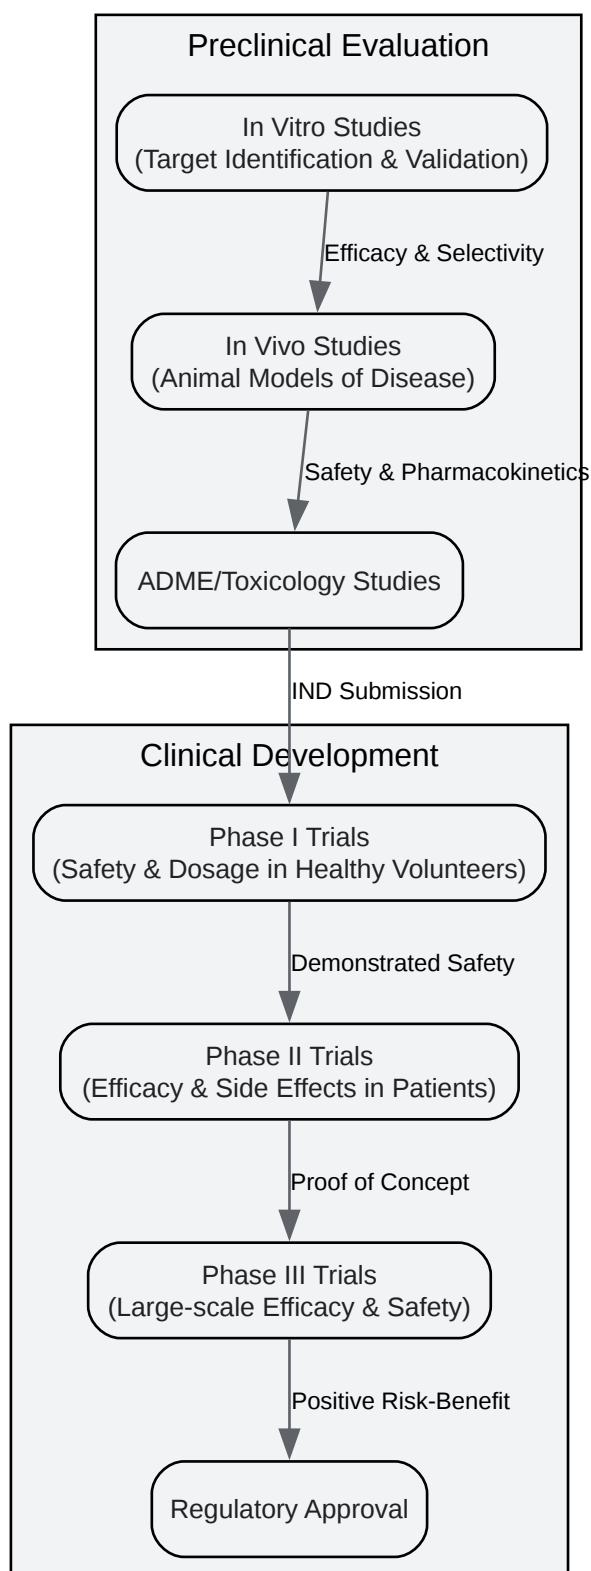 Preclinical Evaluation
In Vitro Studies
(Target Identification & Validation)
Efficacy & Selectivity
In Vivo Studies
(Animal Models of Disease)
Safety & Pharmacokinetics
ADME/Toxicology Studies
IND Submission
Clinical Development
Phase I Trials
(Safety & Dosage in Healthy Volunteers)
Demonstrated Safety
Phase II Trials
(Efficacy & Side Effects in Patients)
Proof of Concept
Phase III Trials
(Large-scale Efficacy & Safety)
Positive Risk-Benefit
Regulatory Approval